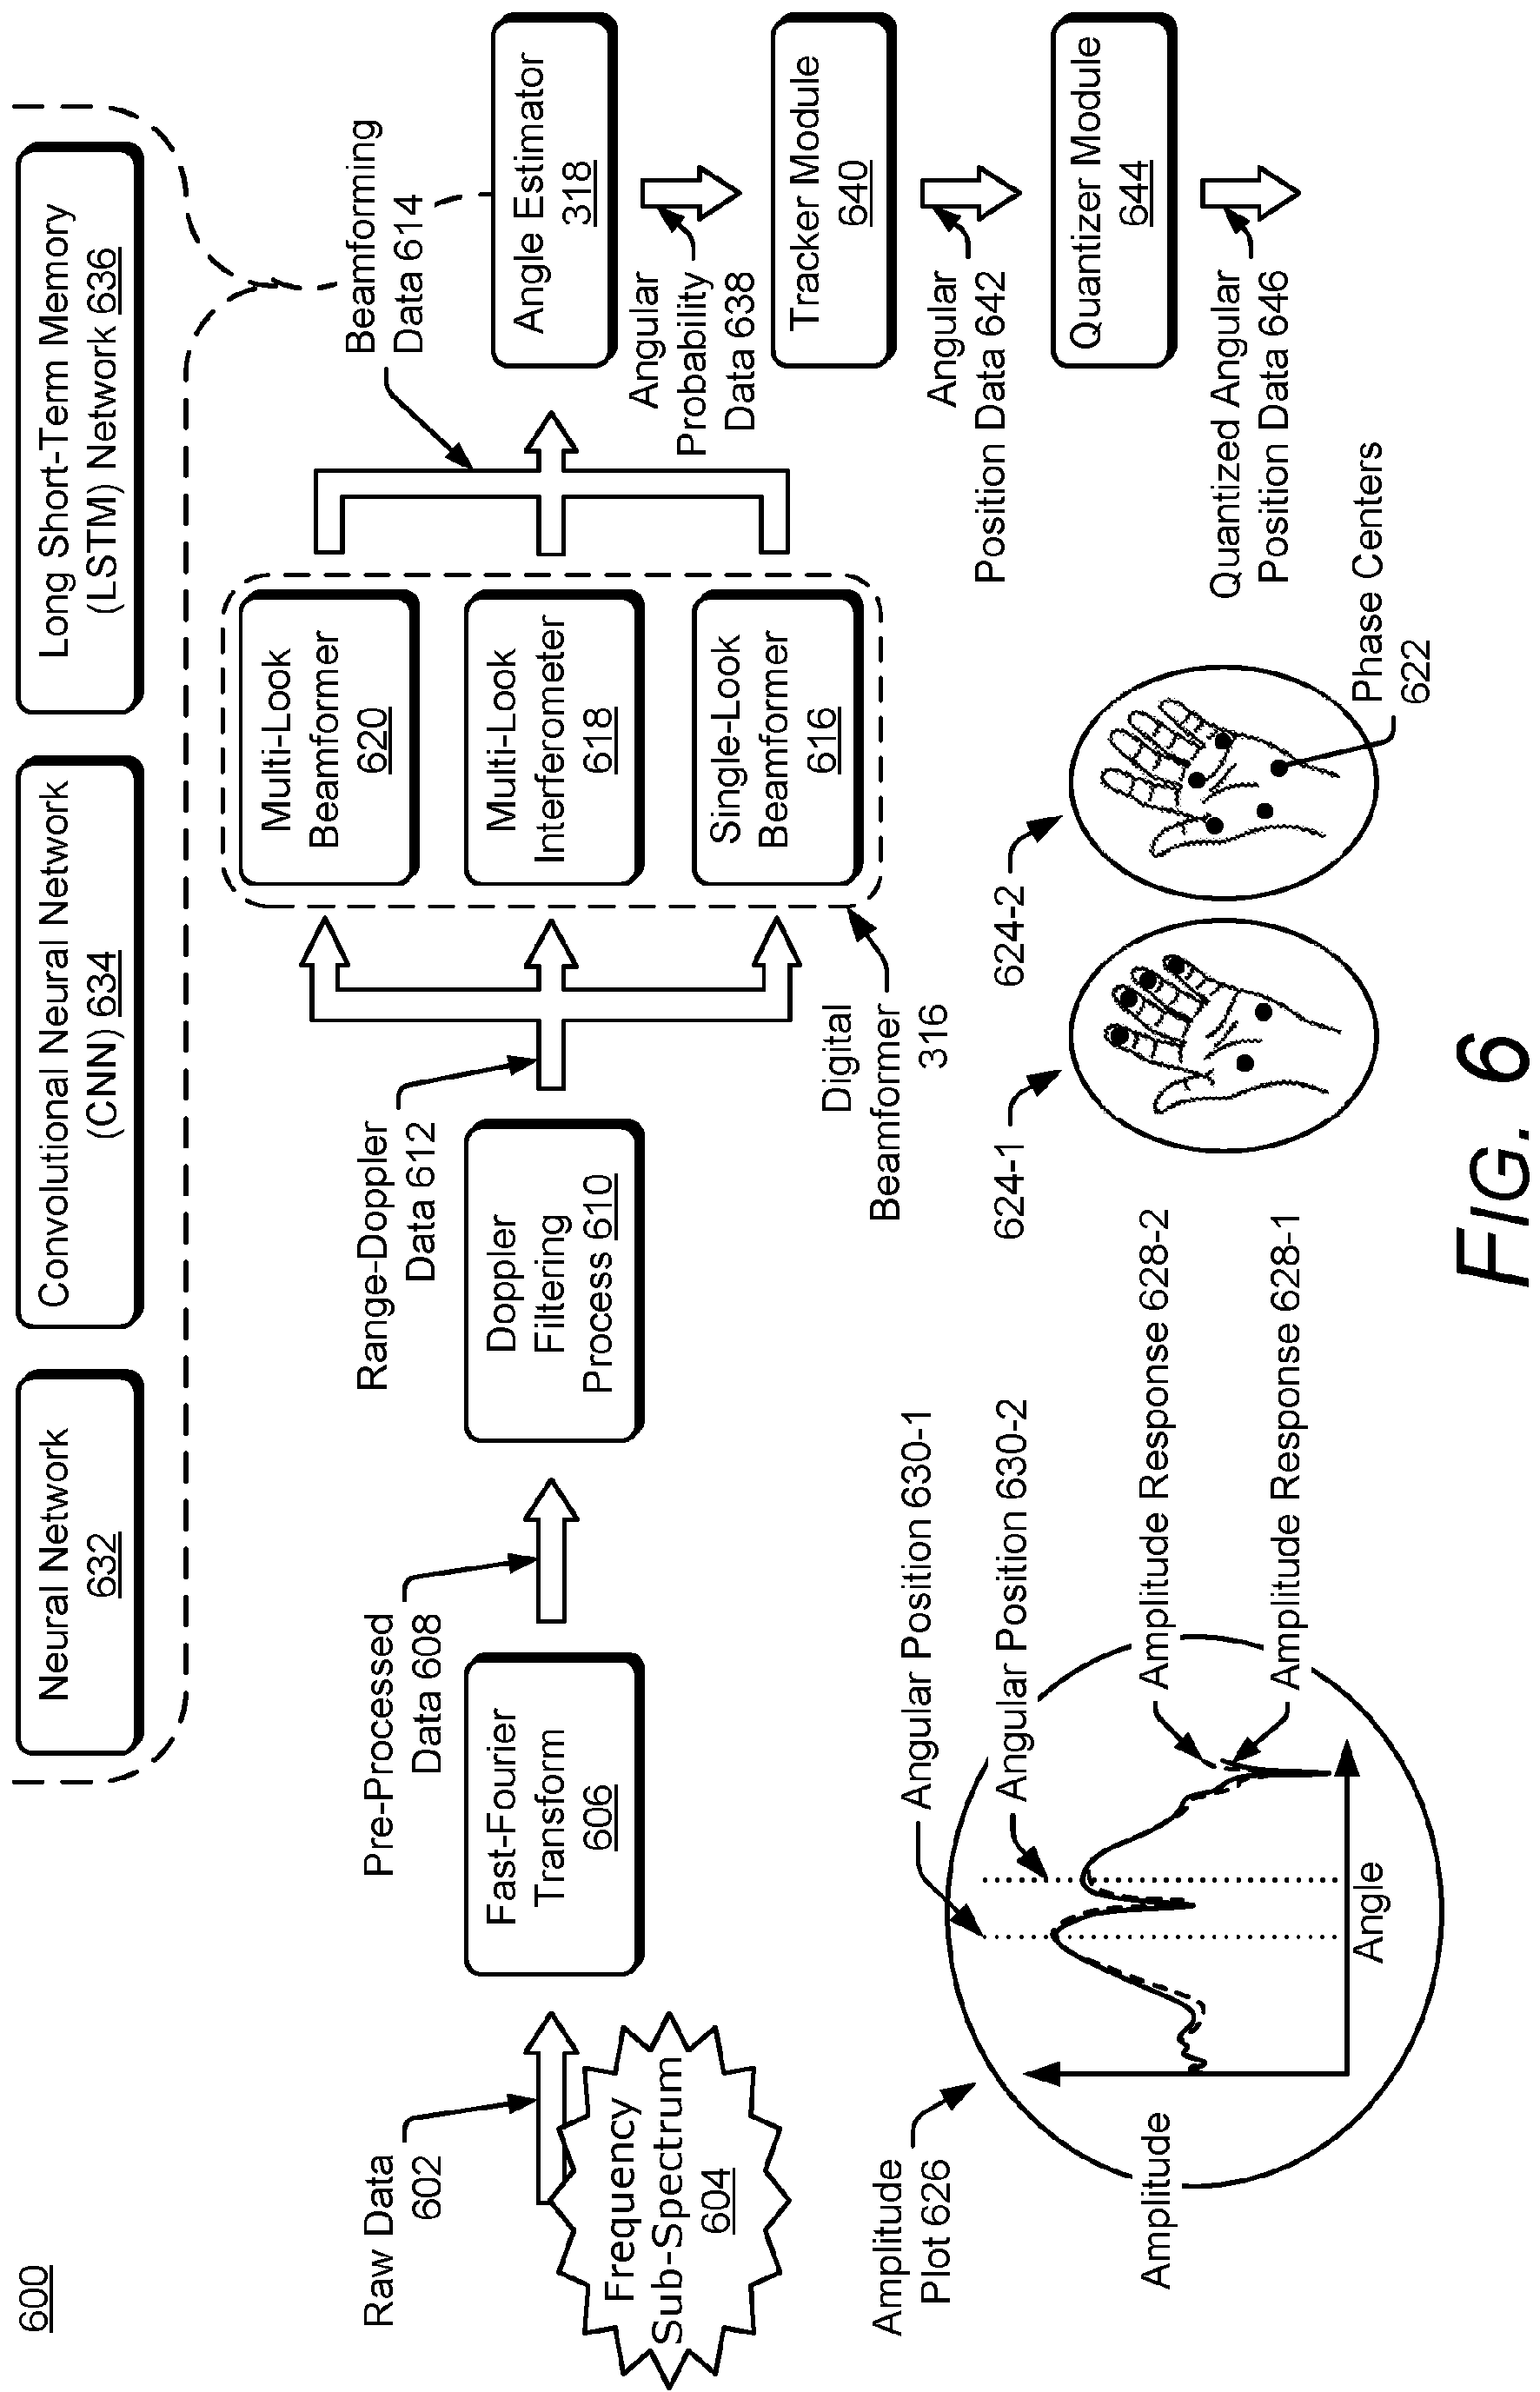 600
Neural Network
632
Convolutional Neural Network
(CNN) 634
Long Short-Term Memory
(LSTM) Network 636
Raw Data
602
Frequency
Sub-Spectrum
604
Fast-Fourier
Transform
606
Pre-Processed
Data 608
Doppler
Filtering
Process 610
Range-Doppler
Data 612
Multi-Look
Beamformer
620
Multi-Look
Interferometer
618
Single-Look
Beamformer
616
Digital
Beamformer
316
Beamforming
Data 614
Angle Estimator
318
Angular
Probability
Data 638
Tracker Module
640
Angular
Position Data 642
Quantizer Module
644
Quantized Angular
Position Data 646
Amplitude
Plot 626
Amplitude
Angle
Angular Position 630-1
Angular Position 630-2
Amplitude Response 628-2
Amplitude Response 628-1
624-1
624-2
Phase Centers
622
FIG. 6